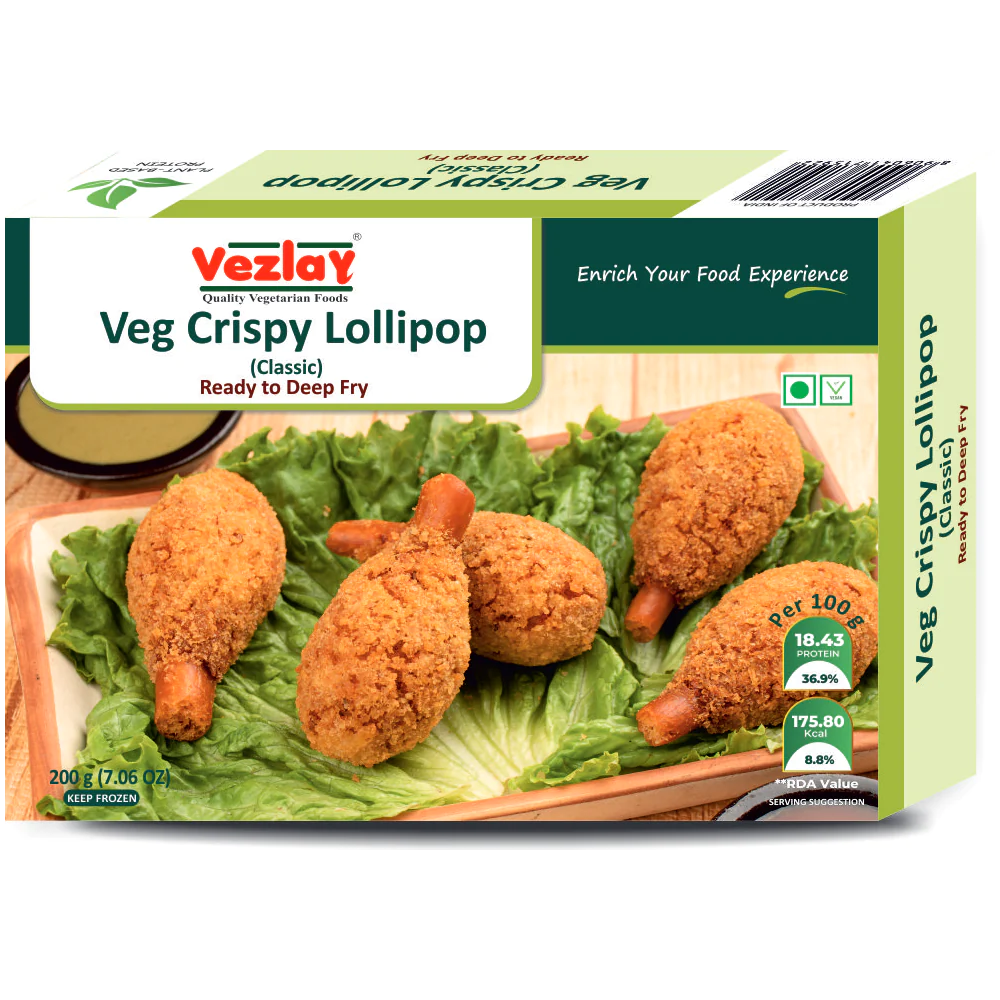 PLANT-BASED
PROTEIN
Veg Crispy Lollipop
(Classic)
Ready to Deep Fry
PRODUCT OF INDIA
Vezlay®
Quality Vegetarian Foods
Veg Crispy Lollipop
(Classic)
Ready to Deep Fry
Enrich Your Food Experience
VEGAN
Per 100 g
18.43
PROTEIN
36.9%
175.80
Kcal
8.8%
**RDA Value
SERVING SUGGESTION
200 g (7.06 OZ)
KEEP FROZEN
Veg Crispy Lollipop
(Classic)
Ready to Deep Fry